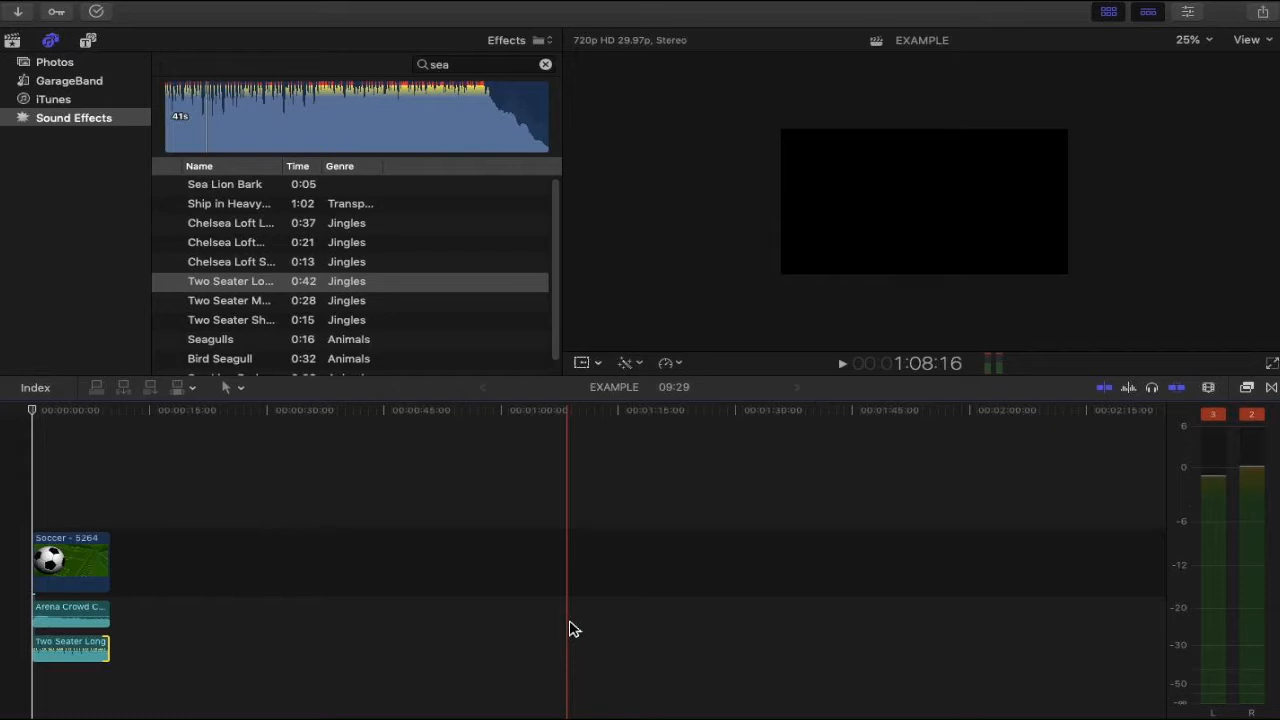 Effects
720p HD 29.97p, Stereo
EXAMPLE
25%
View
Photos
GarageBand
iTunes
Sound Effects
sea
41s
Name Time Genre
Sea Lion Bark 0:05
Ship in Heavy... 1:02 Transp...
Chelsea Loft L... 0:37 Jingles
Chelsea Loft... 0:21 Jingles
Chelsea Loft S... 0:13 Jingles
Two Seater Lo... 0:42 Jingles
Two Seater M... 0:28 Jingles
Two Seater Sh... 0:15 Jingles
Seagulls 0:16 Animals
Bird Seagull 0:32 Animals
00:01:08:16
Index
EXAMPLE 09:29
00:00:00:00 00:00:15:00 00:00:30:00 00:00:45:00 00:01:00:00 00:01:15:00 00:01:30:00 00:01:45:00 00:02:00:00 00:02:15:00
3 2
6
0
-6
-12
-20
-30
-50
-∞
L R
Soccer - 5264
Arena Crowd C...
Two Seater Long